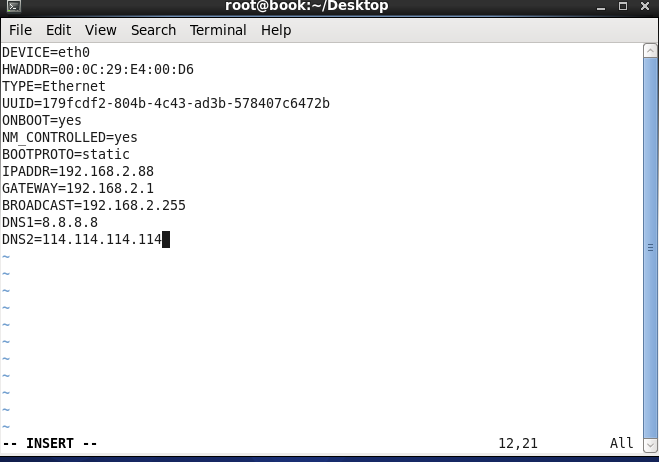 root@book:~/Desktop
File Edit View Search Terminal Help
DEVICE=eth0
HWADDR=00:0C:29:E4:00:D6
TYPE=Ethernet
UUID=179fcdf2-804b-4c43-ad3b-578407c6472b
ONBOOT=yes
NM_CONTROLLED=yes
BOOTPROTO=static
IPADDR=192.168.2.88
GATEWAY=192.168.2.1
BROADCAST=192.168.2.255
DNS1=8.8.8.8
DNS2=114.114.114.114
~
~
~
~
~
~
~
~
~
~
~
-- INSERT -- 12,21 All